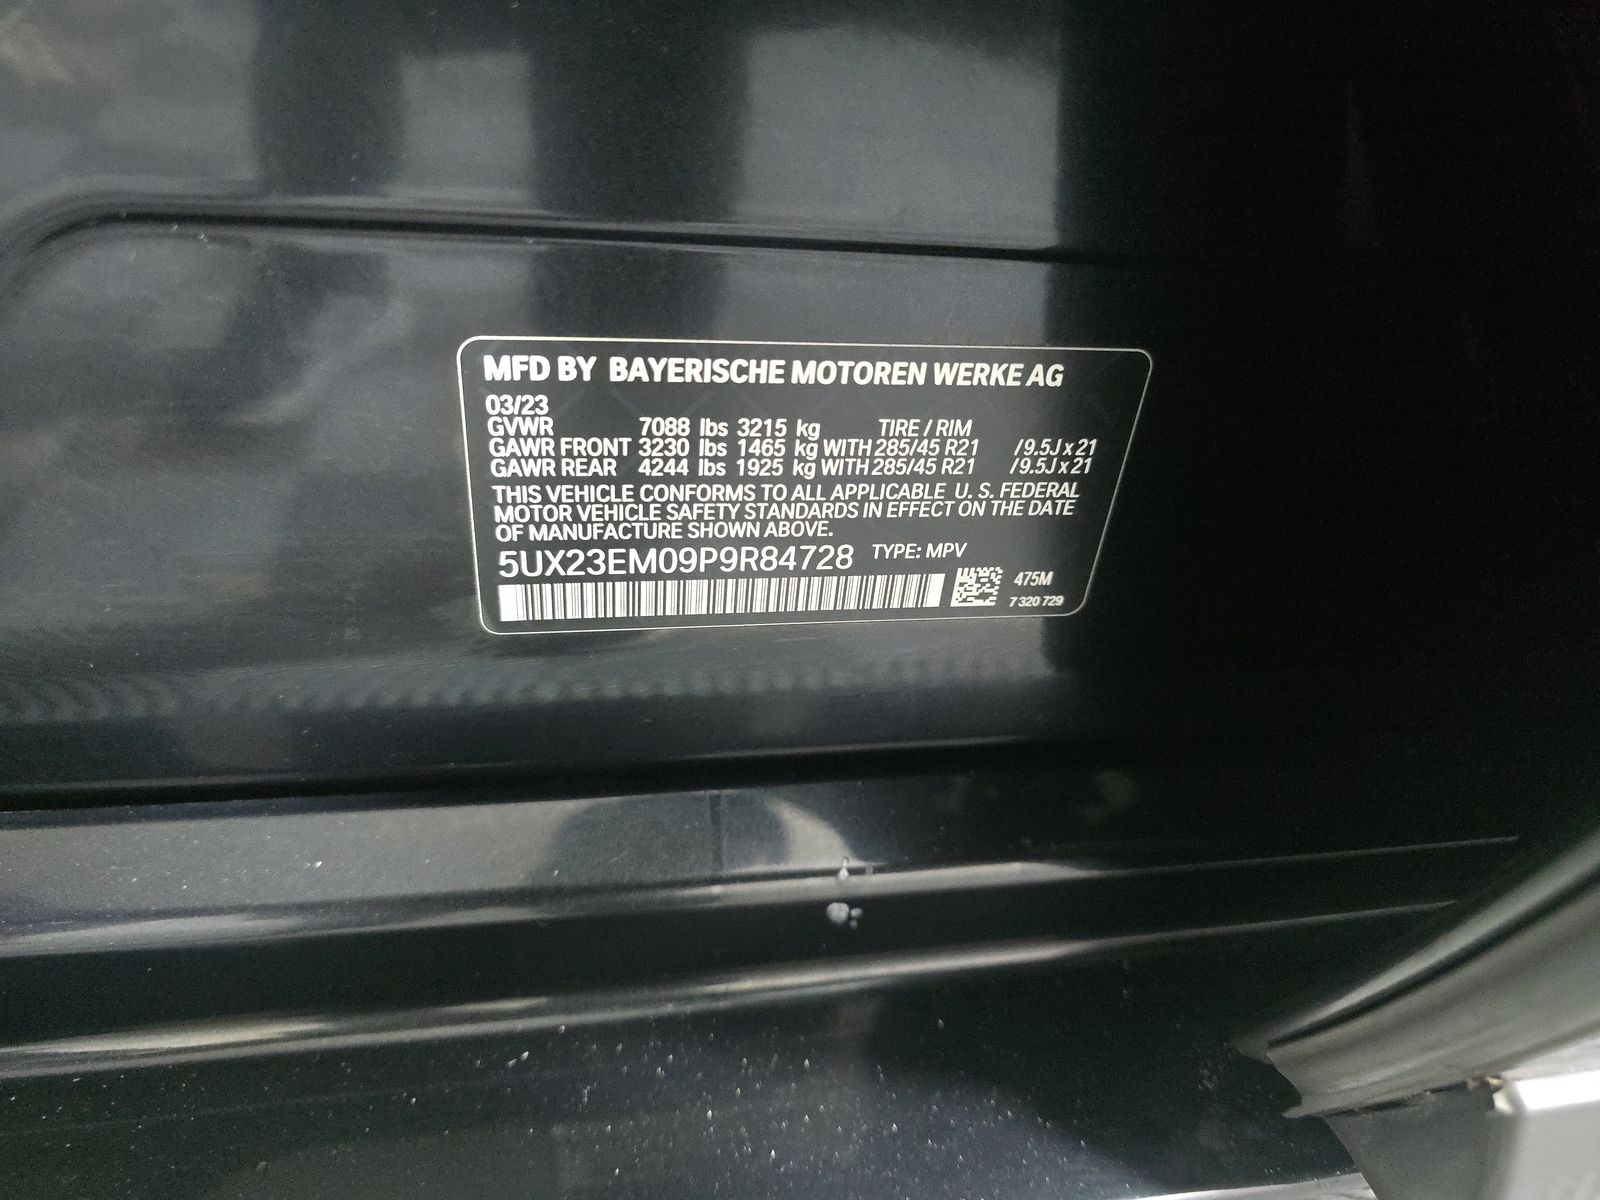 MFD BY BAYERISCHE MOTOREN WERKE AG
03/23
GVWR 7088 lbs 3215 kg TIRE / RIM
GAWR FRONT 3230 lbs 1465 kg WITH 285/45 R21 / 9.5J x 21
GAWR REAR 4244 lbs 1925 kg WITH 285/45 R21 / 9.5J x 21
THIS VEHICLE CONFORMS TO ALL APPLICABLE U. S. FEDERAL
MOTOR VEHICLE SAFETY STANDARDS IN EFFECT ON THE DATE
OF MANUFACTURE SHOWN ABOVE.
5UX23EM09P9R84728 TYPE: MPV
475M
7 320 729